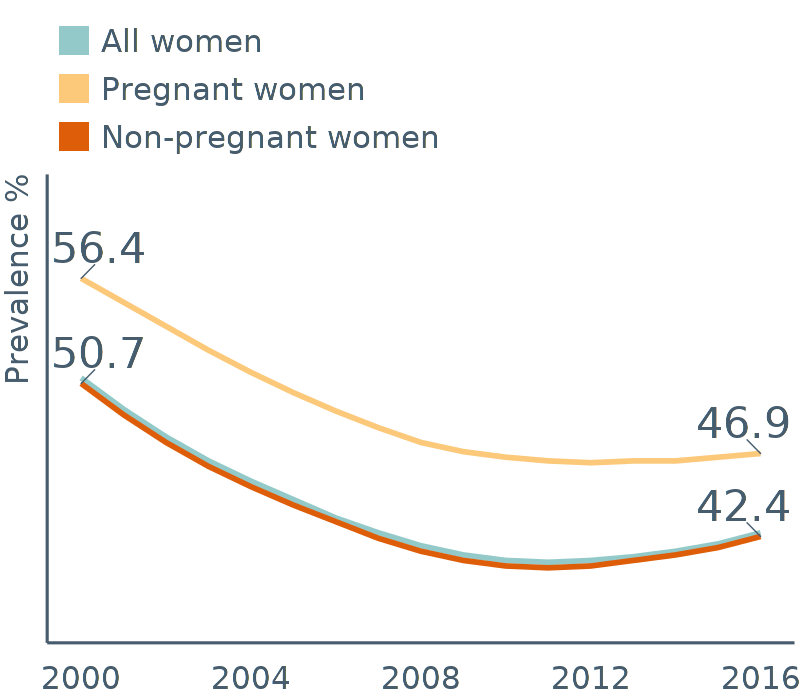 All women
Pregnant women
Non-pregnant women
Prevalence %
56.4
50.7
46.9
42.4
2000 2004 2008 2012 2016